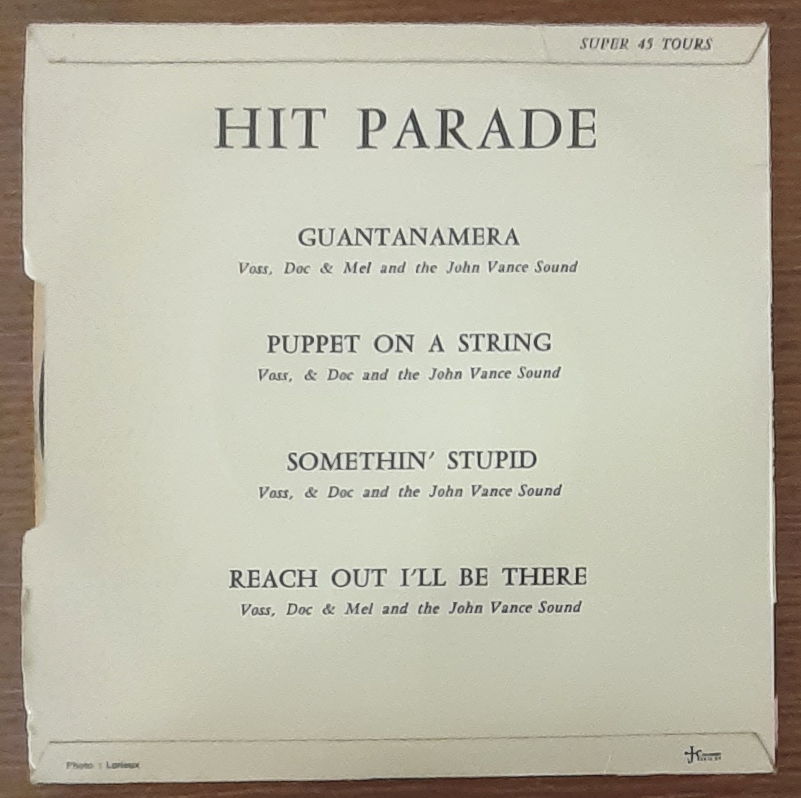 SUPER 45 TOURS
HIT PARADE
GUANTANAMERA
Voss, Doc & Mel and the John Vance Sound
PUPPET ON A STRING
Voss, & Doc and the John Vance Sound
SOMETHIN' STUPID
Voss, & Doc and the John Vance Sound
REACH OUT I'LL BE THERE
Voss, Doc & Mel and the John Vance Sound
Photo : Lorieux